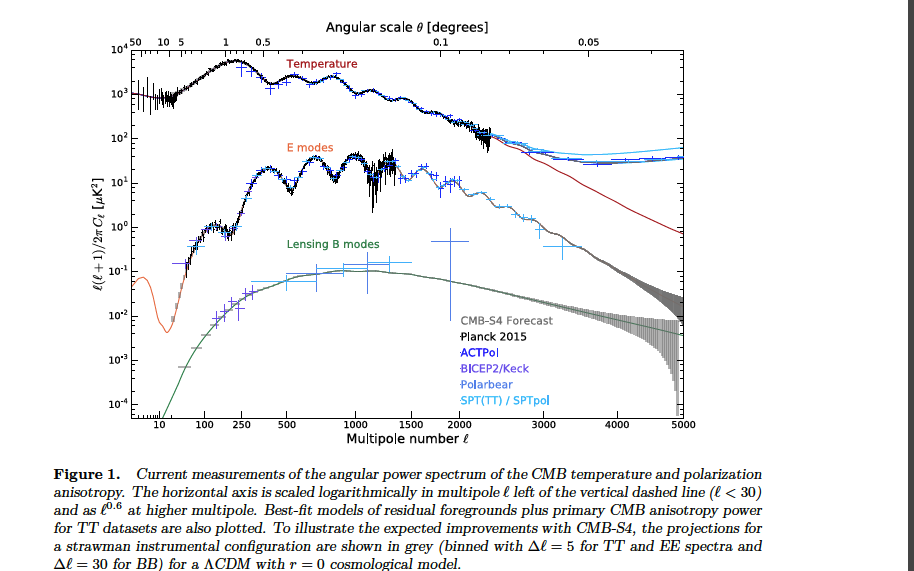 Angular scale θ [degrees]
50 10 5 1 0.5 0.1 0.05
10⁴
Temperature
10³
10²
E modes
10¹
ℓ(ℓ+1)/2π Cℓ [μK²]
10⁰
Lensing B modes
10⁻¹
10⁻²
CMB-S4 Forecast
Planck 2015
ACTPol
10⁻³
BICEP2/Keck
Polarbear
10⁻⁴
SPT(TT) / SPTpol
10 100 250 500 1000 1500 2000 3000 4000 5000
Multipole number ℓ
Figure 1. Current measurements of the angular power spectrum of the CMB temperature and polarization
anisotropy. The horizontal axis is scaled logarithmically in multipole ℓ left of the vertical dashed line (ℓ < 30)
and as ℓ⁰·⁶ at higher multipole. Best-fit models of residual foregrounds plus primary CMB anisotropy power
for TT datasets are also plotted. To illustrate the expected improvements with CMB-S4, the projections for
a strawman instrumental configuration are shown in grey (binned with Δℓ = 5 for TT and EE spectra and
Δℓ = 30 for BB) for a ΛCDM with r = 0 cosmological model.